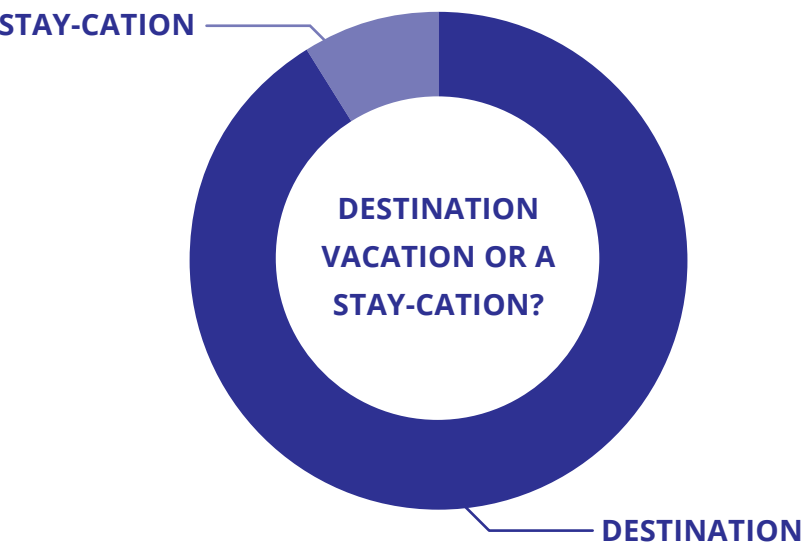 STAY-CATION
DESTINATION
VACATION OR A
STAY-CATION?
DESTINATION